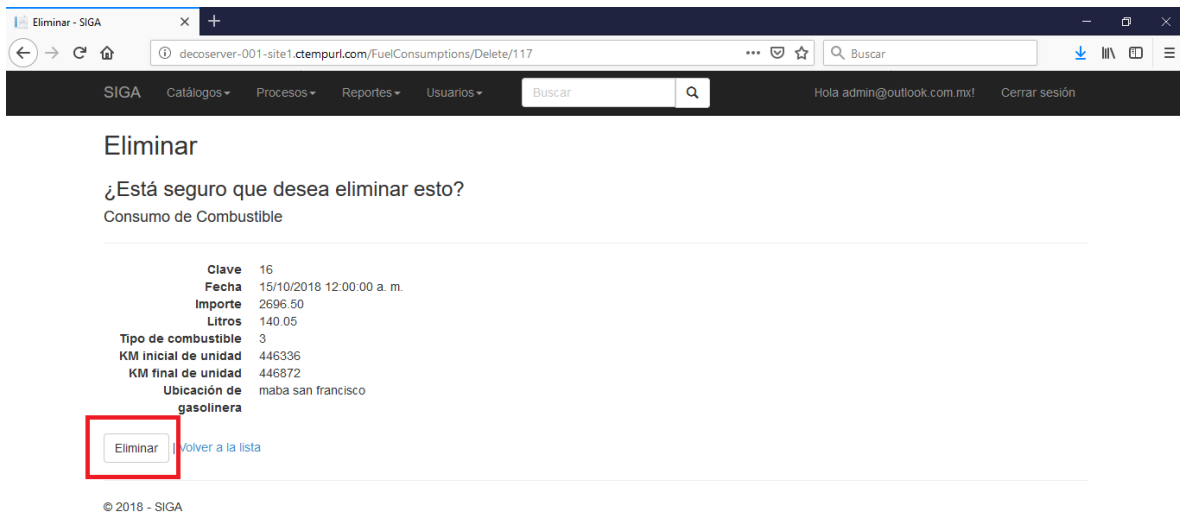 Eliminar - SIGA
decoserver-001-site1.ctempurl.com/FuelConsumptions/Delete/117
Buscar
SIGA Catálogos Procesos Reportes Usuarios Buscar Hola admin@outlook.com.mx! Cerrar sesión
Eliminar
¿Está seguro que desea eliminar esto?
Consumo de Combustible
Clave 16
Fecha 15/10/2018 12:00:00 a. m.
Importe 2696.50
Litros 140.05
Tipo de combustible 3
KM inicial de unidad 446336
KM final de unidad 446872
Ubicación de maba san francisco
gasolinera
Eliminar | Volver a la lista
© 2018 - SIGA